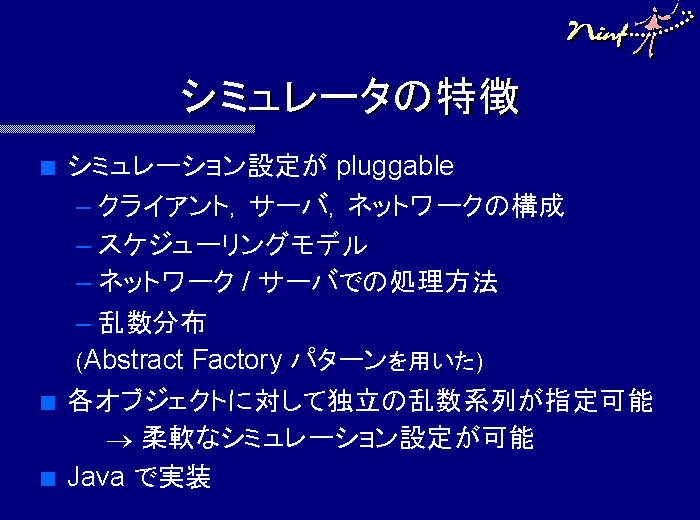 Ninf
シミュレータの特徴
■ シミュレーション設定が pluggable
– クライアント, サーバ, ネットワークの構成
– スケジューリングモデル
– ネットワーク / サーバでの処理方法
– 乱数分布
(Abstract Factory パターンを用いた)
■ 各オブジェクトに対して独立の乱数系列が指定可能
→ 柔軟なシミュレーション設定が可能
■ Java で実装